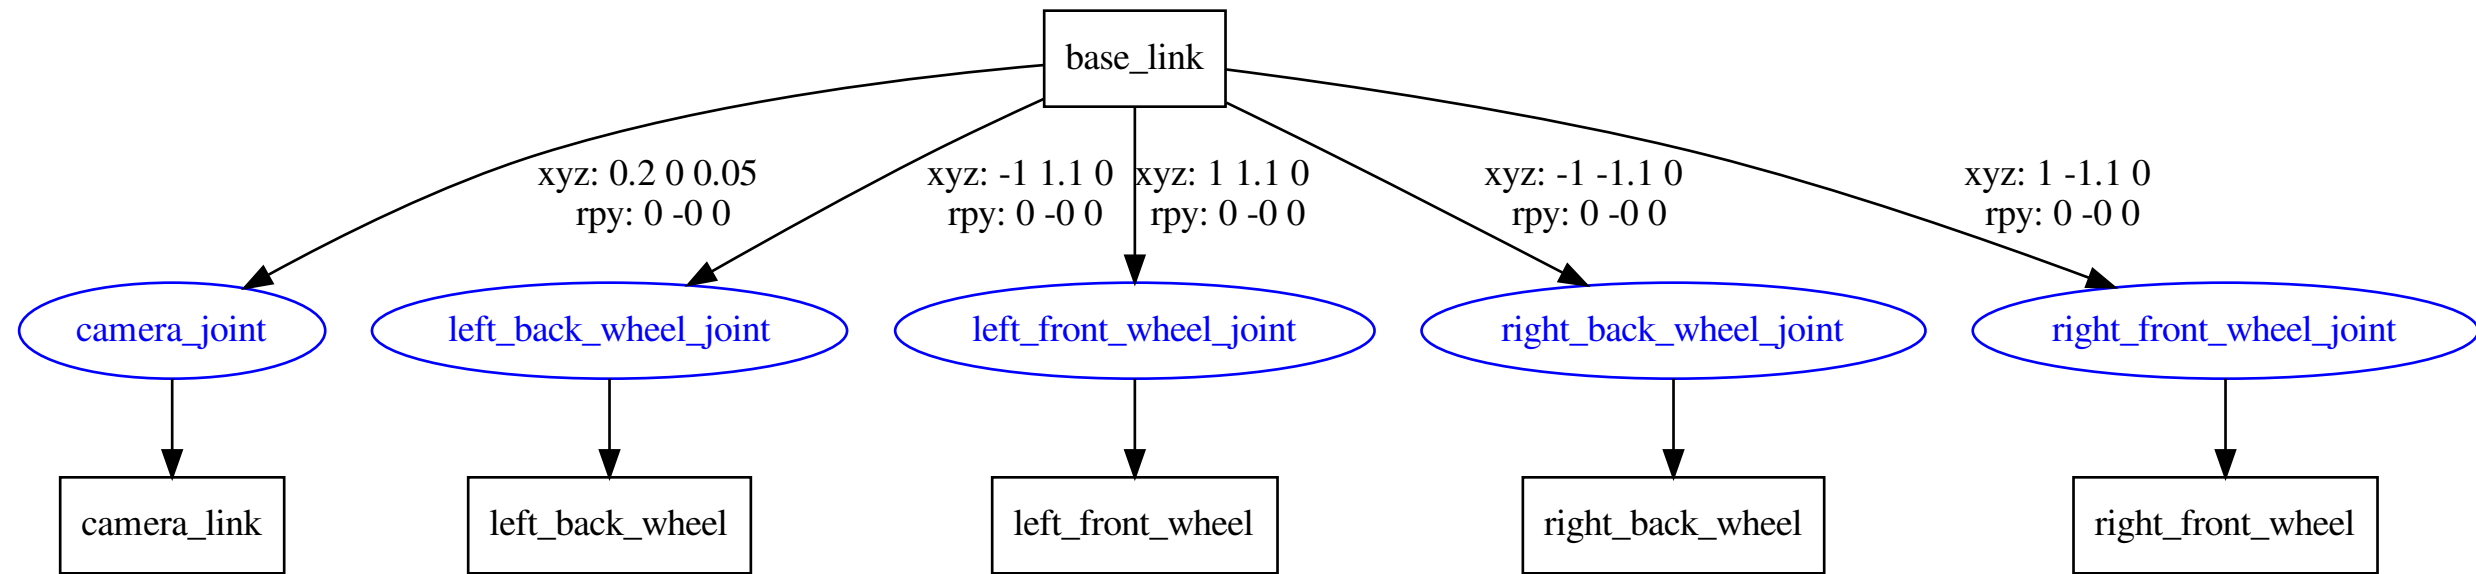 base_link
xyz: 0.2 0 0.05
rpy: 0 -0 0
xyz: -1 1.1 0
rpy: 0 -0 0
xyz: 1 1.1 0
rpy: 0 -0 0
xyz: -1 -1.1 0
rpy: 0 -0 0
xyz: 1 -1.1 0
rpy: 0 -0 0
camera_joint
left_back_wheel_joint
left_front_wheel_joint
right_back_wheel_joint
right_front_wheel_joint
camera_link
left_back_wheel
left_front_wheel
right_back_wheel
right_front_wheel